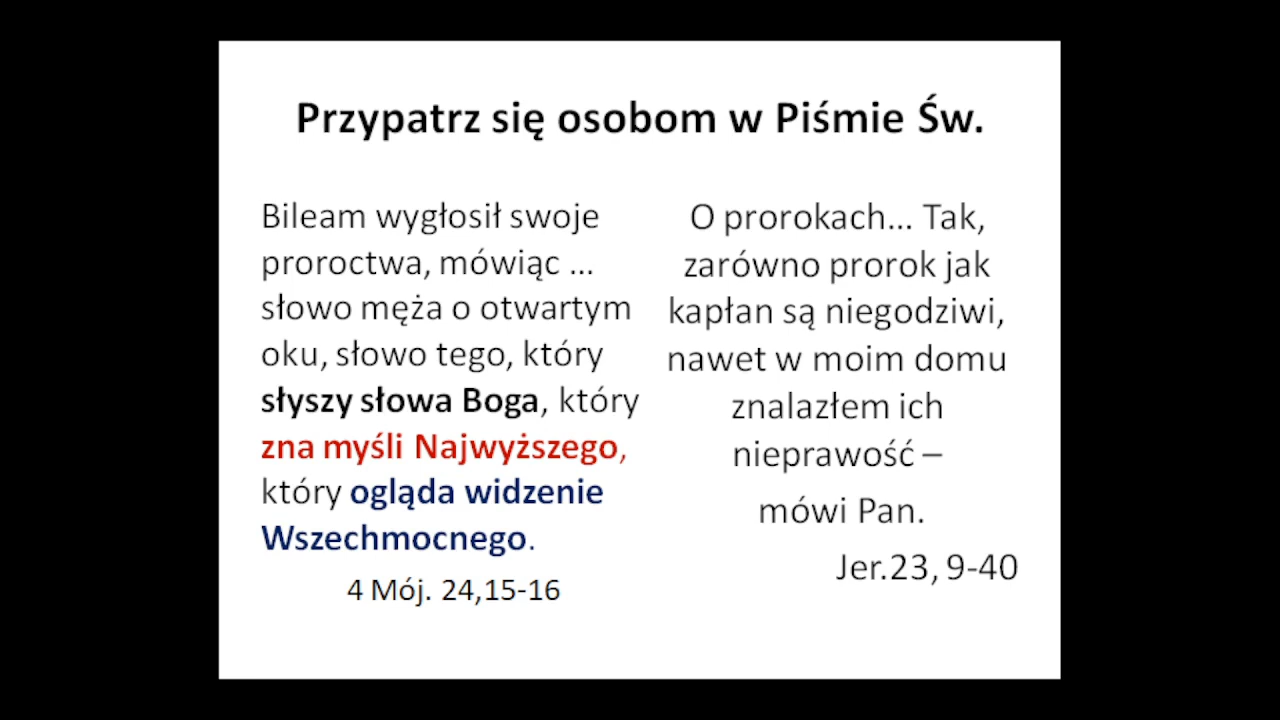 Przypatrz się osobom w Piśmie Św.
Bileam wygłosił swoje
proroctwa, mówiąc ...
słowo męża o otwartym
oku, słowo tego, który
słyszy słowa Boga, który
zna myśli Najwyższego,
który ogląda widzenie
Wszechmocnego.
4 Mój. 24,15-16
O prorokach... Tak,
zarówno prorok jak
kapłan są niegodziwi,
nawet w moim domu
znalazłem ich
nieprawość –
mówi Pan.
Jer.23, 9-40